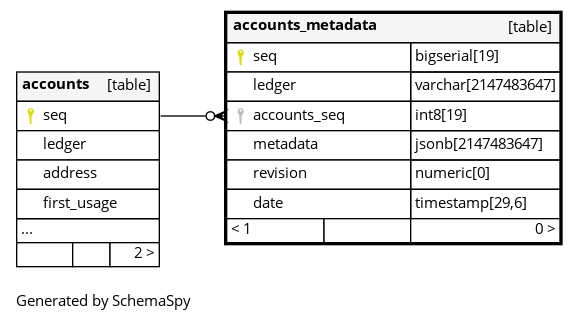 accounts [table]
seq
ledger
address
first_usage
...
2 >
accounts_metadata [table]
seq bigserial[19]
ledger varchar[2147483647]
accounts_seq int8[19]
metadata jsonb[2147483647]
revision numeric[0]
date timestamp[29,6]
< 1 0 >
Generated by SchemaSpy